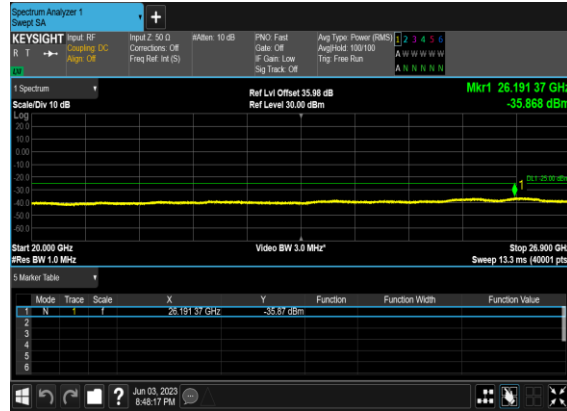 Spectrum Analyzer 1
Swept SA
+
KEYSIGHT Input: RF Input Z: 50 Ω #Atten: 10 dB PNO: Fast Avg Type: Power (RMS) 1 2 3 4 5 6
R T Coupling: DC Corrections: Off Gate: Off Avg|Hold: 100/100 A W W W W W
Align: Off Freq Ref: Int (S) IF Gain: Low Trig: Free Run
Sig Track: Off A N N N N N
1 Spectrum Ref Lvl Offset 35.98 dB Mkr1 26.191 37 GHz
Scale/Div 10 dB Ref Level 30.00 dBm -35.868 dBm
Log
20.0
10.0
0.00
-10.0
-20.0
-30.0
-40.0
-50.0
-60.0
1
DL1 -25.00 dBm
Start 20.000 GHz Video BW 3.0 MHz* Stop 26.900 GHz
#Res BW 1.0 MHz Sweep 13.3 ms (40001 pts)
5 Marker Table
Mode Trace Scale X Y Function Function Width Function Value
1 N 1 f 26.191 37 GHz -35.87 dBm
2
3
4
5
6
? Jun 03, 2023
8:48:17 PM